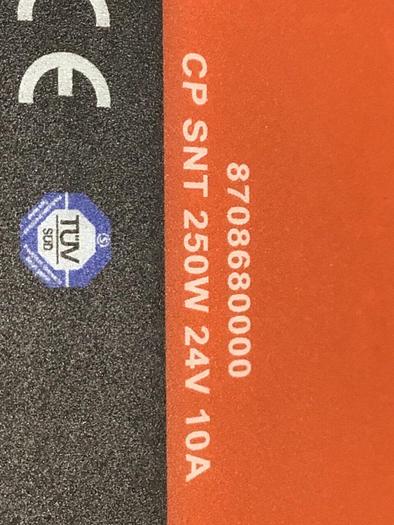 8708680000
CP SNT 250W 24V 10A
CE
TÜV
SÜD